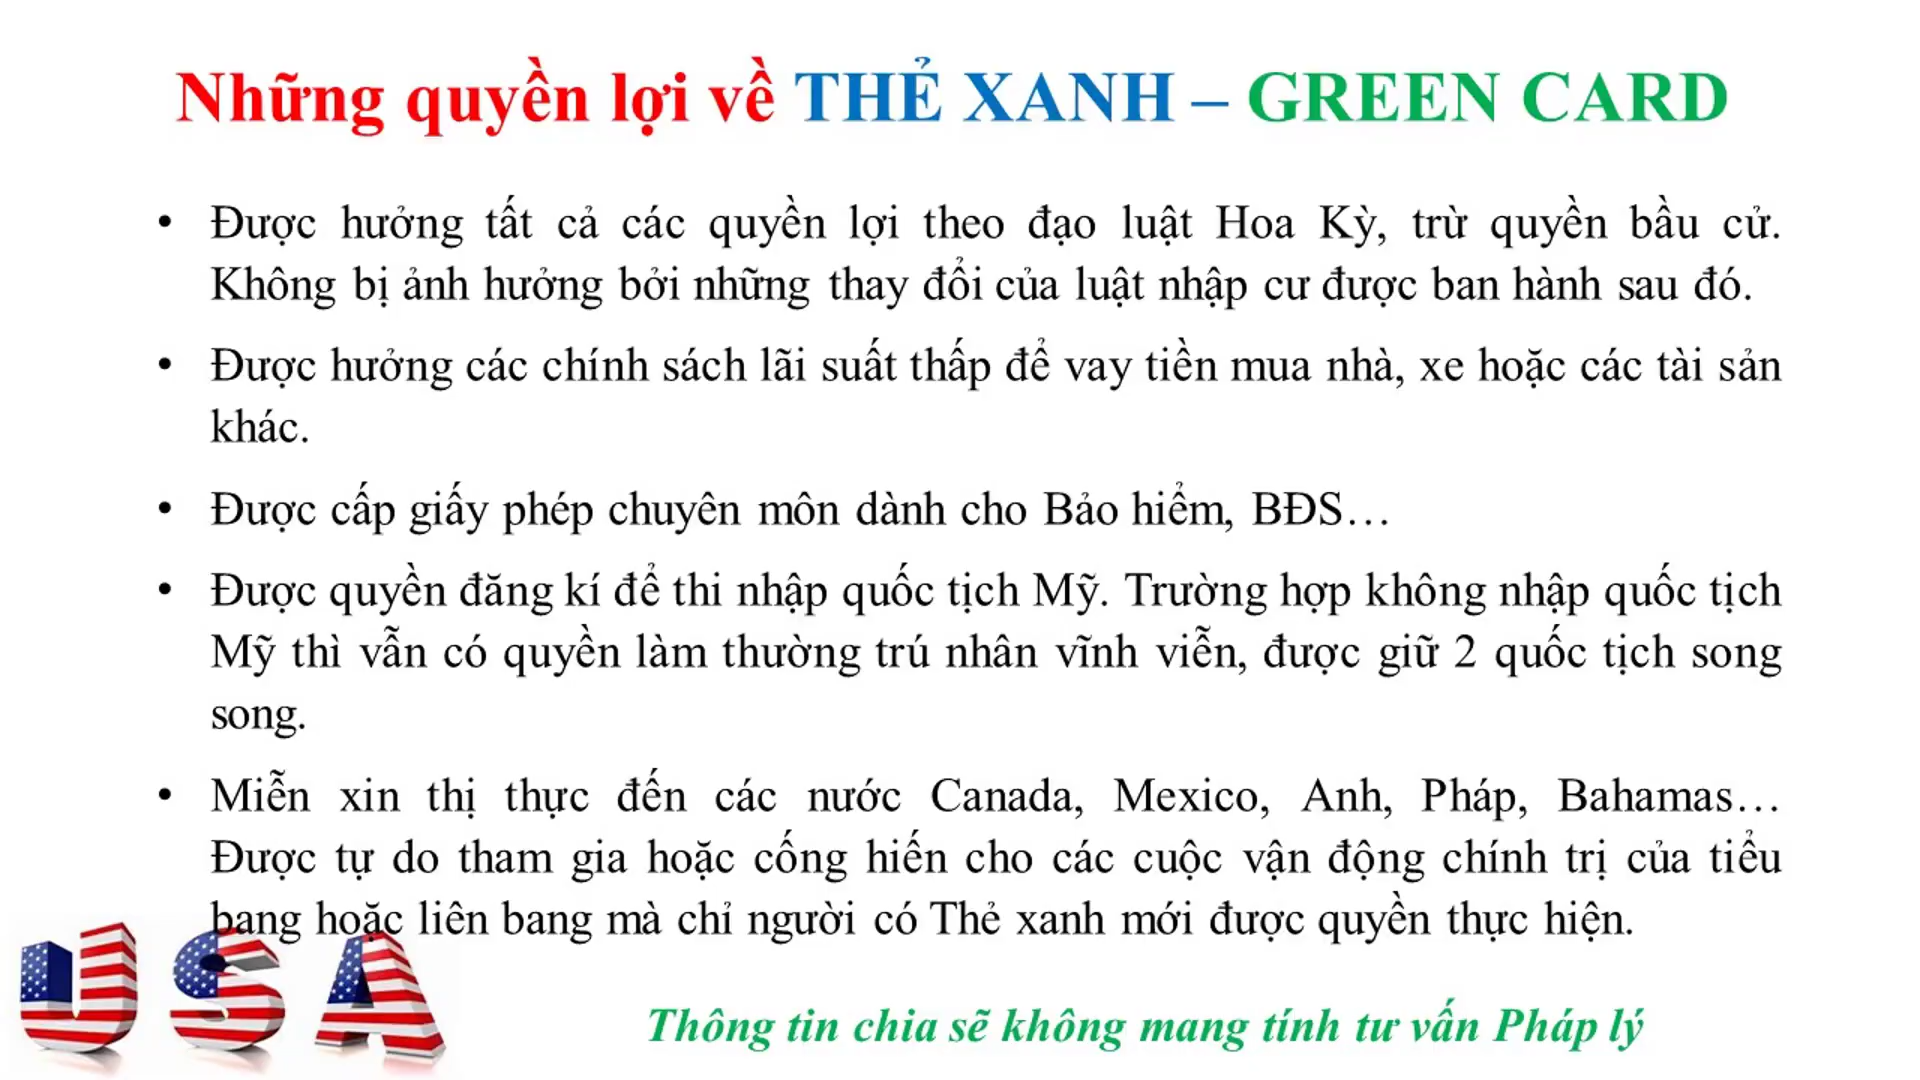 Những quyền lợi về THẺ XANH – GREEN CARD
• Được hưởng tất cả các quyền lợi theo đạo luật Hoa Kỳ, trừ quyền bầu cử.
Không bị ảnh hưởng bởi những thay đổi của luật nhập cư được ban hành sau đó.
• Được hưởng các chính sách lãi suất thấp để vay tiền mua nhà, xe hoặc các tài sản
khác.
• Được cấp giấy phép chuyên môn dành cho Bảo hiểm, BĐS…
• Được quyền đăng kí để thi nhập quốc tịch Mỹ. Trường hợp không nhập quốc tịch
Mỹ thì vẫn có quyền làm thường trú nhân vĩnh viễn, được giữ 2 quốc tịch song
song.
• Miễn xin thị thực đến các nước Canada, Mexico, Anh, Pháp, Bahamas…
Được tự do tham gia hoặc cống hiến cho các cuộc vận động chính trị của tiểu
bang hoặc liên bang mà chỉ người có Thẻ xanh mới được quyền thực hiện.
USA
Thông tin chia sẽ không mang tính tư vấn Pháp lý